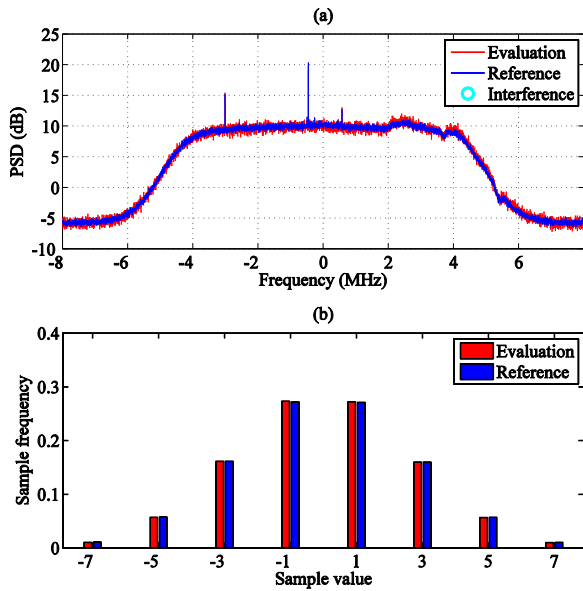 (a)
25
20
15
10
5
0
-5
-10
PSD (dB)
Evaluation
Reference
Interference
-8
-6
-4
-2
0
2
4
6
Frequency (MHz)
(b)
0.4
0.3
0.2
0.1
0
Sample frequency
Evaluation
Reference
-7
-5
-3
-1
1
3
5
7
Sample value